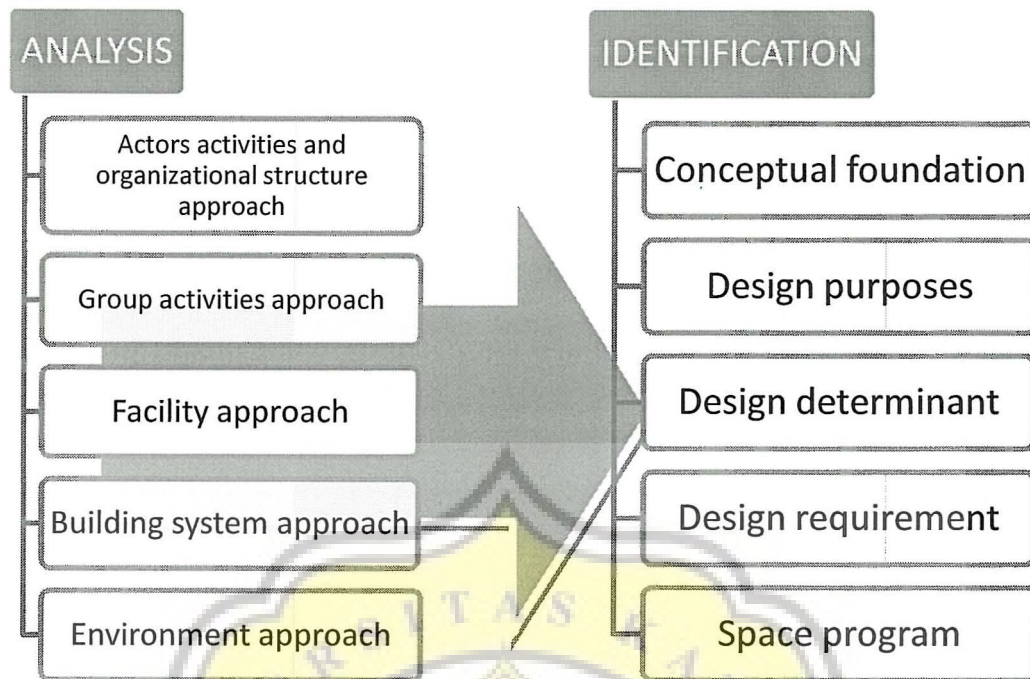 ANALYSIS
Actors activities and
organizational structure
approach
Group activities approach
Facility approach
Building system approach
Environment approach
IDENTIFICATION
Conceptual foundation
Design purposes
Design determinant
Design requirement
Space program